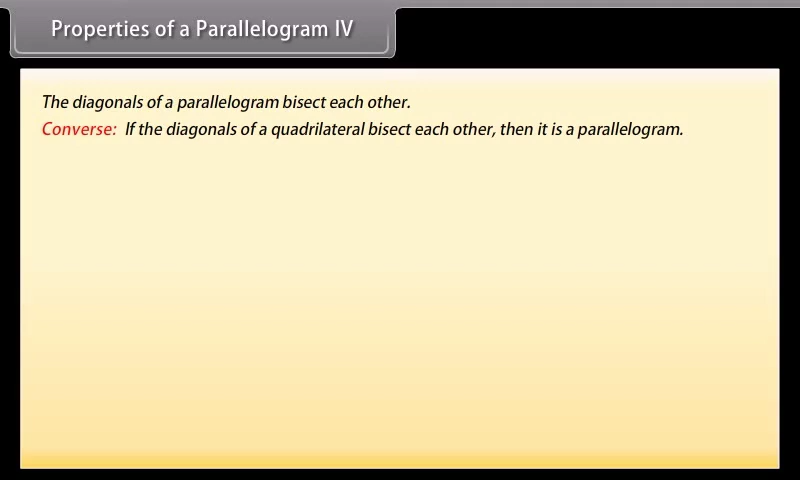 Properties of a Parallelogram IV
The diagonals of a parallelogram bisect each other.
Converse: If the diagonals of a quadrilateral bisect each other, then it is a parallelogram.